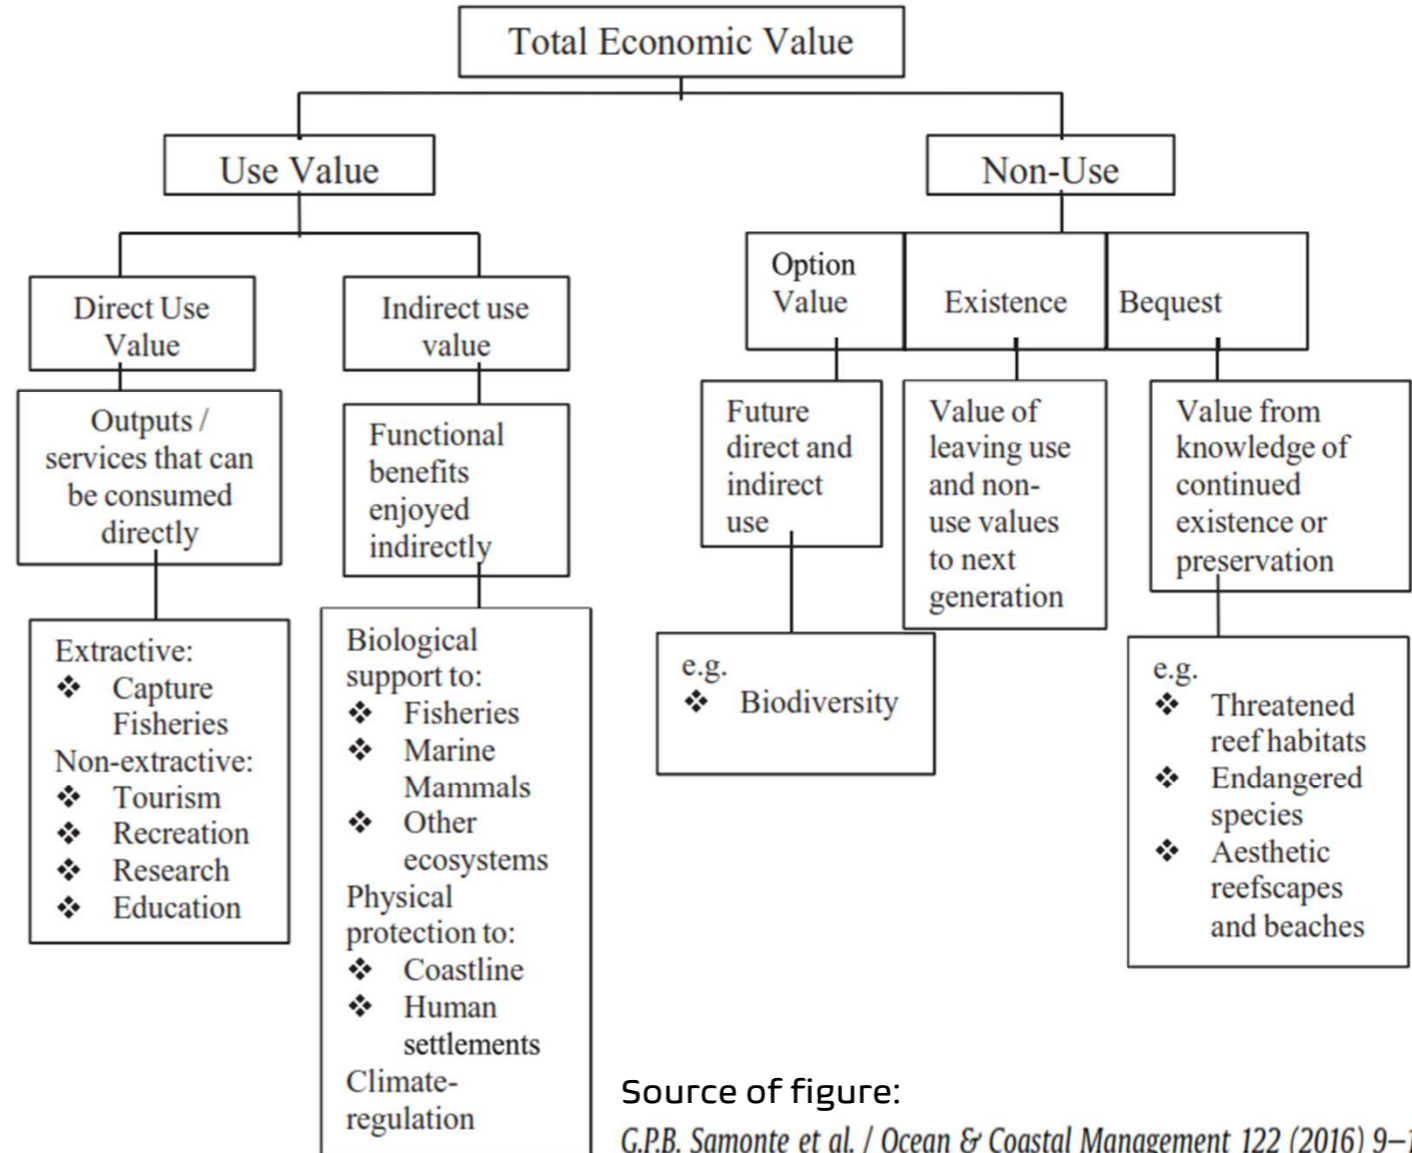 Total Economic Value
Use Value
Non-Use
Direct Use
Value
Indirect use
value
Option
Value
Existence
Bequest
Outputs /
services that can
be consumed
directly
Functional
benefits
enjoyed
indirectly
Future
direct and
indirect
use
Value of
leaving use
and non-
use values
to next
generation
Value from
knowledge of
continued
existence or
preservation
Extractive:
❖ Capture
Fisheries
Non-extractive:
❖ Tourism
❖ Recreation
❖ Research
❖ Education
Biological
support to:
❖ Fisheries
❖ Marine
Mammals
❖ Other
ecosystems
Physical
protection to:
❖ Coastline
❖ Human
settlements
Climate-
regulation
e.g.
❖ Biodiversity
e.g.
❖ Threatened
reef habitats
❖ Endangered
species
❖ Aesthetic
reefscapes
and beaches
Source of figure:
G.P.B. Samonte et al. / Ocean & Coastal Management 122 (2016) 9–1